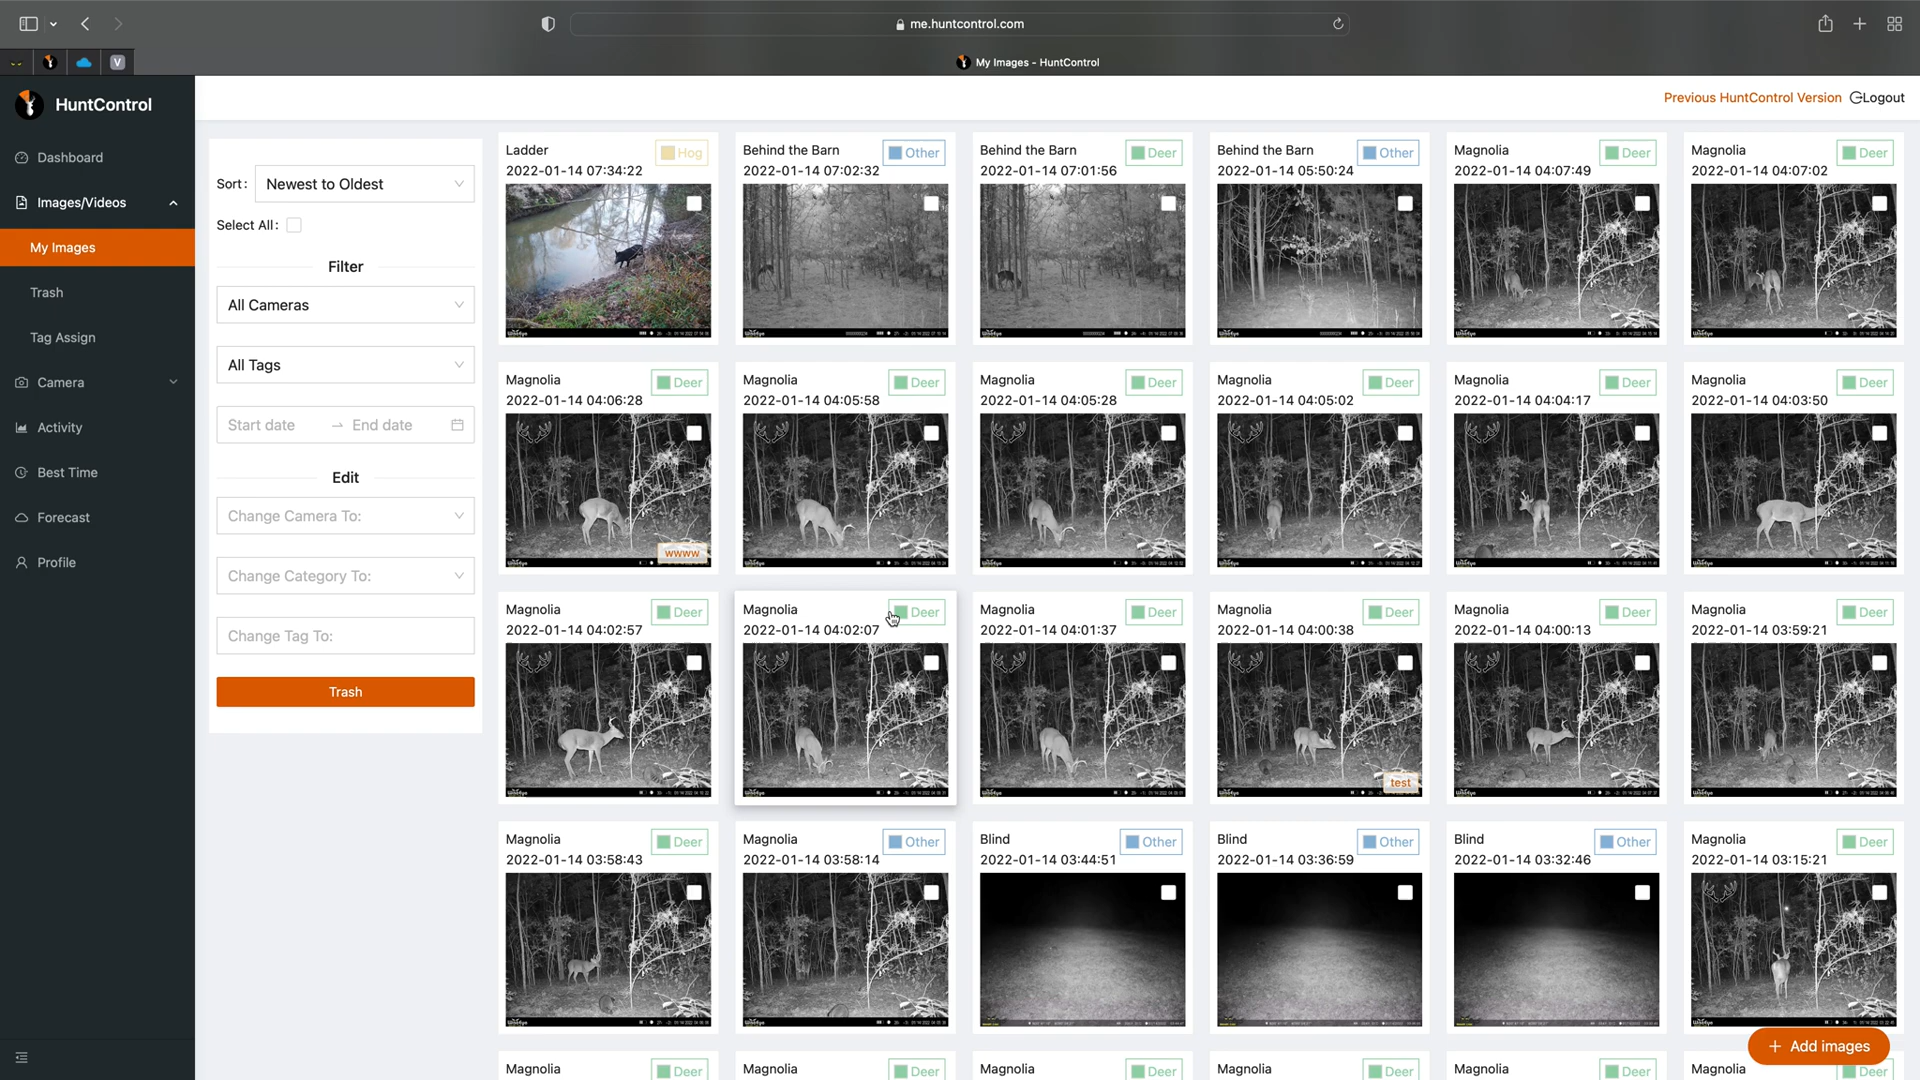 me.huntcontrol.com
V
My Images - HuntControl
HuntControl
Previous HuntControl Version
Logout
Dashboard
Images/Videos
My Images
Trash
Tag Assign
Camera
Activity
Best Time
Forecast
Profile
Sort:
Newest to Oldest
Select All:
Filter
All Cameras
All Tags
Start date
End date
Edit
Change Camera To:
Change Category To:
Change Tag To:
Trash
Ladder
Hog
2022-01-14 07:34:22
Behind the Barn
Other
2022-01-14 07:02:32
Behind the Barn
Deer
2022-01-14 07:01:56
Behind the Barn
Other
2022-01-14 05:50:24
Magnolia
Deer
2022-01-14 04:07:49
Magnolia
Deer
2022-01-14 04:07:02
Magnolia
Deer
2022-01-14 04:06:28
wwww
Magnolia
Deer
2022-01-14 04:05:58
Magnolia
Deer
2022-01-14 04:05:28
Magnolia
Deer
2022-01-14 04:05:02
Magnolia
Deer
2022-01-14 04:04:17
Magnolia
Deer
2022-01-14 04:03:50
Magnolia
Deer
2022-01-14 04:02:57
Magnolia
Deer
2022-01-14 04:02:07
Magnolia
Deer
2022-01-14 04:01:37
Magnolia
Deer
2022-01-14 04:00:38
test
Magnolia
Deer
2022-01-14 04:00:13
Magnolia
Deer
2022-01-14 03:59:21
Magnolia
Deer
2022-01-14 03:58:43
Magnolia
Other
2022-01-14 03:58:14
Blind
Other
2022-01-14 03:44:51
Blind
Other
2022-01-14 03:36:59
Blind
Other
2022-01-14 03:32:46
Magnolia
Deer
2022-01-14 03:15:21
Magnolia
Deer
Magnolia
Deer
Magnolia
Deer
Magnolia
Deer
Magnolia
Deer
Magnolia
Deer
+ Add images